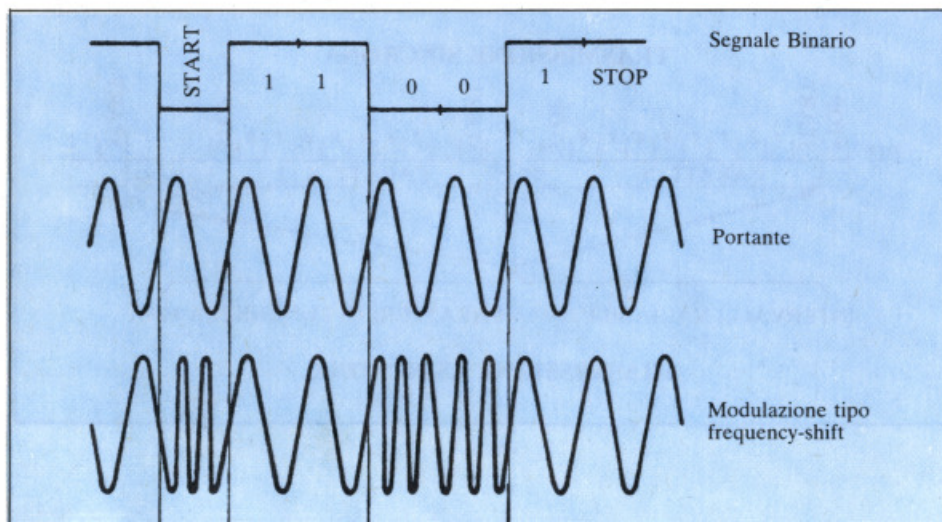 Segnale Binario
START
1 1
0 0
1 STOP
Portante
Modulazione tipo
frequency-shift